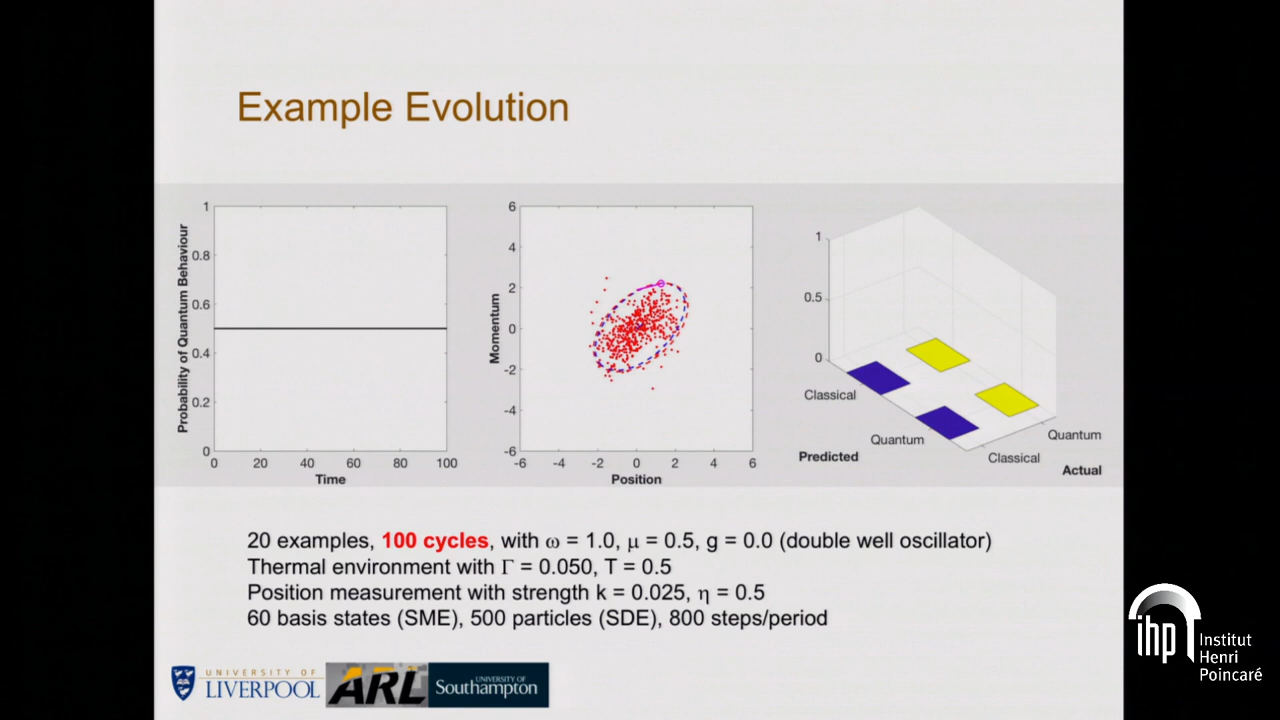 Example Evolution
1
0.8
0.6
0.4
0.2
0
0
20
40
60
80
100
Time
Probability of Quantum Behaviour
6
4
2
0
-2
-4
-6
-6
-4
-2
0
2
4
6
Position
Momentum
1
0.5
0
Classical
Quantum
Predicted
Classical
Quantum
Actual
20 examples, 100 cycles, with ω = 1.0, μ = 0.5, g = 0.0 (double well oscillator)
Thermal environment with Γ = 0.050, T = 0.5
Position measurement with strength k = 0.025, η = 0.5
60 basis states (SME), 500 particles (SDE), 800 steps/period
UNIVERSITY OF
LIVERPOOL
ARL
UNIVERSITY OF
Southampton
ihp
Institut
Henri
Poincaré